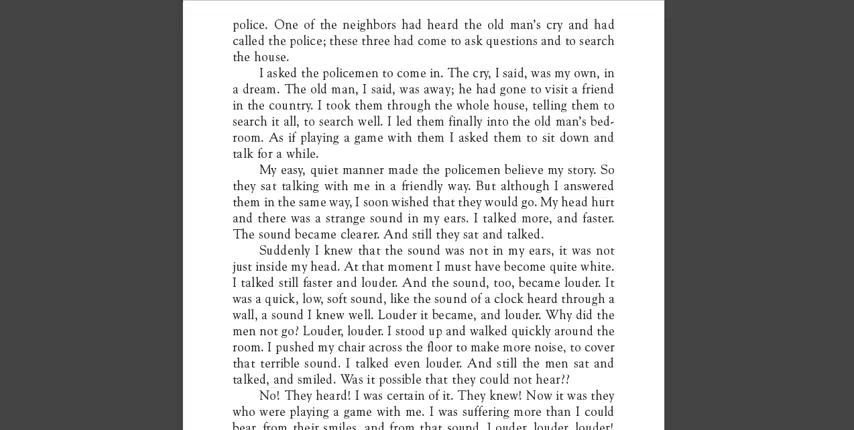 police. One of the neighbors had heard the old man's cry and had
called the police; these three had come to ask questions and to search
the house.
I asked the policemen to come in. The cry, I said, was my own, in
a dream. The old man, I said, was away; he had gone to visit a friend
in the country. I took them through the whole house, telling them to
search it all, to search well. I led them finally into the old man's bed-
room. As if playing a game with them I asked them to sit down and
talk for a while.
My easy, quiet manner made the policemen believe my story. So
they sat talking with me in a friendly way. But although I answered
them in the same way, I soon wished that they would go. My head hurt
and there was a strange sound in my ears. I talked more, and faster.
The sound became clearer. And still they sat and talked.
Suddenly I knew that the sound was not in my ears, it was not
just inside my head. At that moment I must have become quite white.
I talked still faster and louder. And the sound, too, became louder. It
was a quick, low, soft sound, like the sound of a clock heard through a
wall, a sound I knew well. Louder it became, and louder. Why did the
men not go? Louder, louder. I stood up and walked quickly around the
room. I pushed my chair across the floor to make more noise, to cover
that terrible sound. I talked even louder. And still the men sat and
talked, and smiled. Was it possible that they could not hear??
No! They heard! I was certain of it. They knew! Now it was they
who were playing a game with me. I was suffering more than I could
bear, from their smiles, and from that sound. Louder, louder, louder!